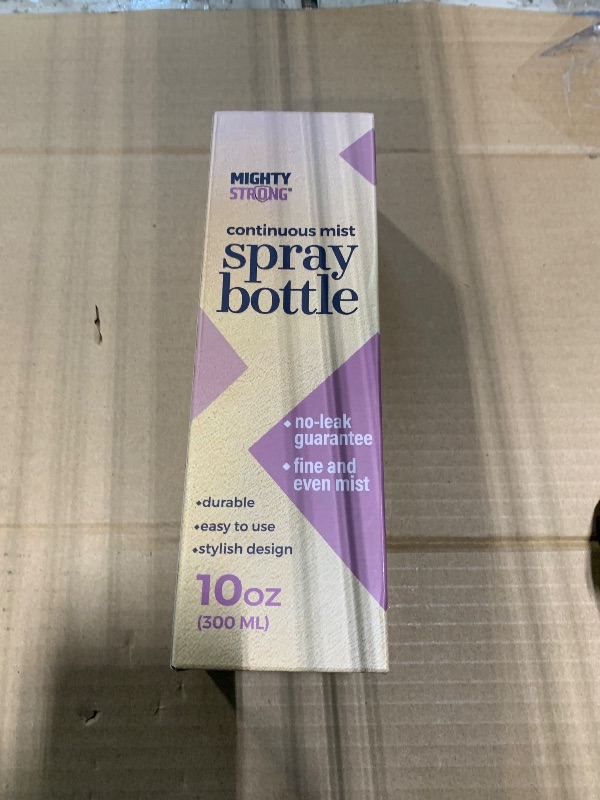 MIGHTY
STRONG®
continuous mist
spray
bottle
• no-leak
guarantee
• fine and
even mist
•durable
•easy to use
•stylish design
10oz
(300 ML)